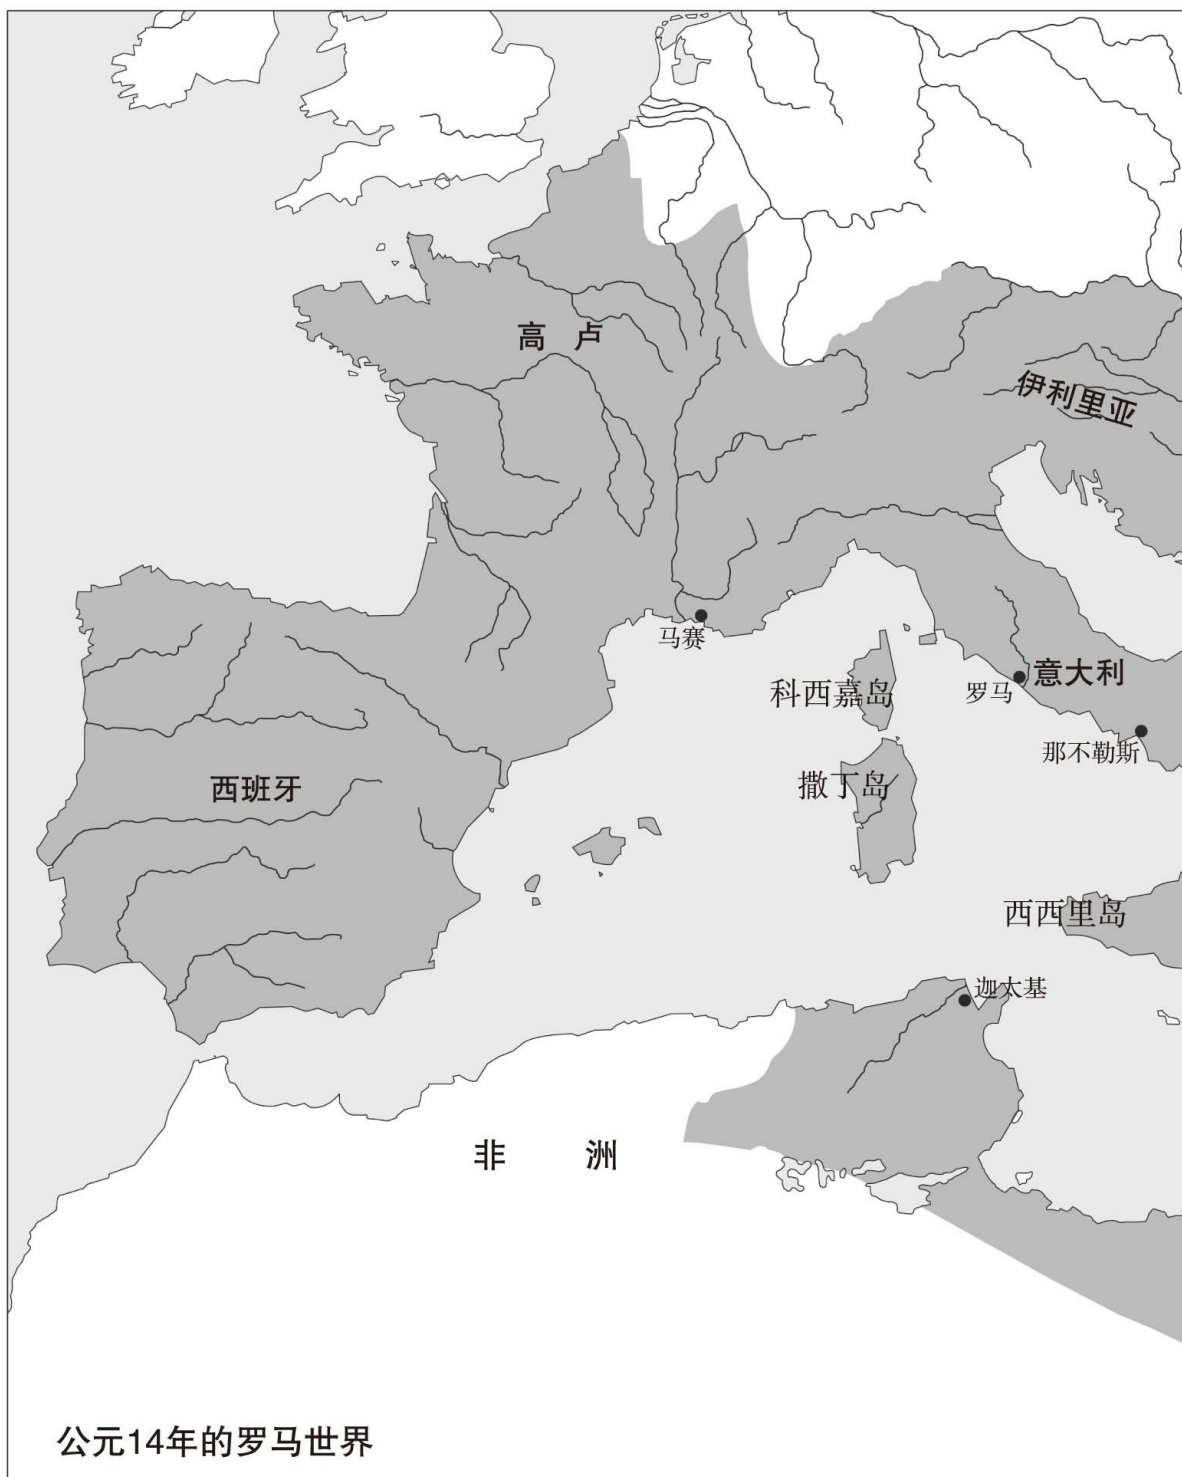 高 卢
伊利里亚
马赛
科西嘉岛
罗马
意大利
那不勒斯
西班牙
撒丁岛
西西里岛
迦太基
非 洲
公元14年的罗马世界